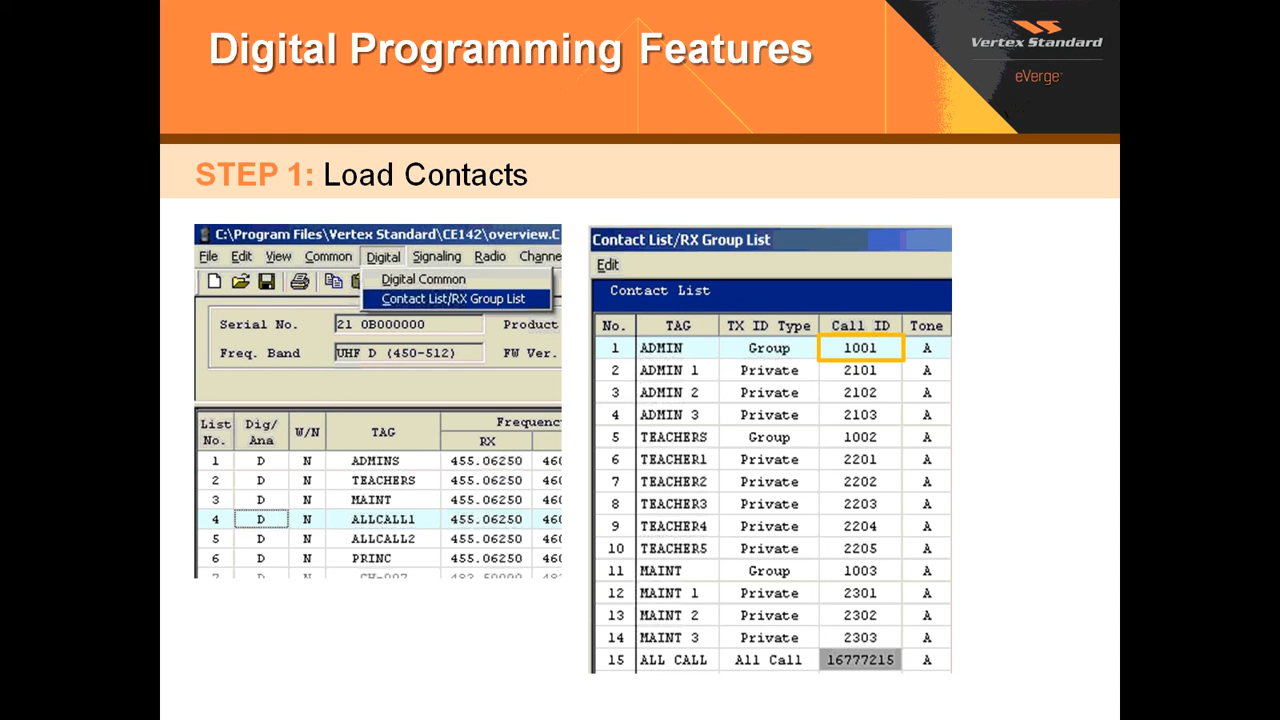 Digital Programming Features
Vertex Standard
eVerge
STEP 1: Load Contacts
C:\Program Files\Vertex Standard\CE142\overview.C
File Edit View Common Digital Signaling Radio Channe
Digital Common
Contact List/RX Group List
Serial No. 21 0B000000 Product
Freq. Band UHF D (450-512) FW Ver.
List No. Dig/Ana W/N TAG Frequenc
RX
1 D N ADMINS 455.06250 460
2 D N TEACHERS 455.06250 460
3 D N MAINT 455.06250 460
4 D N ALLCALL1 455.06250 460
5 D N ALLCALL2 455.06250 460
6 D N PRINC 455.06250 460
Contact List/RX Group List
Edit
Contact List
No. TAG TX ID Type Call ID Tone
1 ADMIN Group 1001 A
2 ADMIN 1 Private 2101 A
3 ADMIN 2 Private 2102 A
4 ADMIN 3 Private 2103 A
5 TEACHERS Group 1002 A
6 TEACHER1 Private 2201 A
7 TEACHER2 Private 2202 A
8 TEACHER3 Private 2203 A
9 TEACHER4 Private 2204 A
10 TEACHER5 Private 2205 A
11 MAINT Group 1003 A
12 MAINT 1 Private 2301 A
13 MAINT 2 Private 2302 A
14 MAINT 3 Private 2303 A
15 ALL CALL All Call 16777215 A